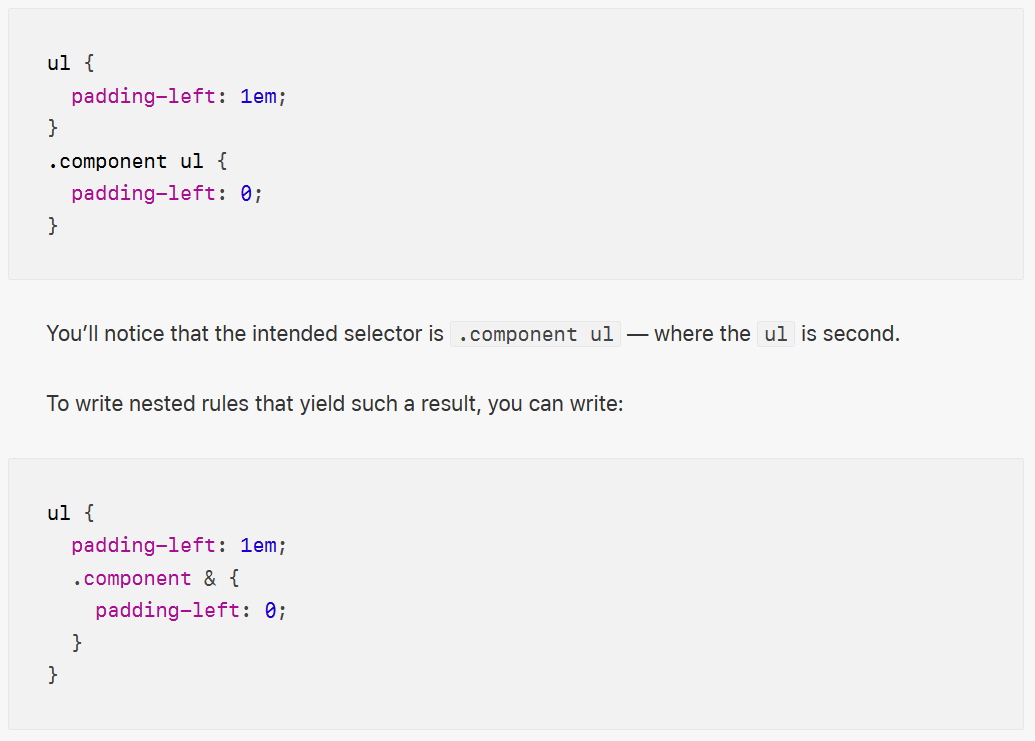 ul {
  padding-left: 1em;
}
.component ul {
  padding-left: 0;
}
You’ll notice that the intended selector is .component ul — where the ul is second.
To write nested rules that yield such a result, you can write:
ul {
  padding-left: 1em;
  .component & {
    padding-left: 0;
  }
}